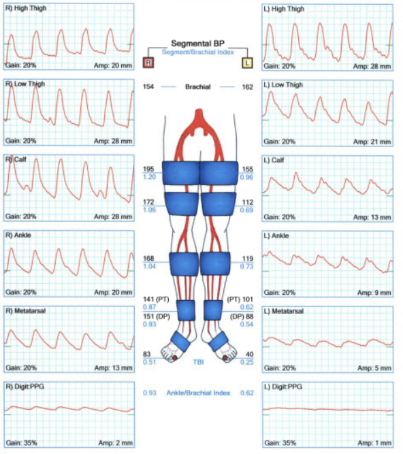 R) High Thigh
Gain: 20% Amp: 20 mm
R) Low Thigh
Gain: 20% Amp: 28 mm
R) Calf
Gain: 20% Amp: 28 mm
R) Ankle
Gain: 20% Amp: 20 mm
R) Metatarsal
Gain: 20% Amp: 13 mm
R) Digit:PPG
Gain: 35% Amp: 2 mm
Segmental BP
Segment/Brachial Index
R L
154 Brachial 162
195 155
1.20 0.96
172 112
1.06 0.69
168 119
1.04 0.73
141 (PT) (PT) 101
0.87 0.62
151 (DP) (DP) 88
0.93 0.54
83 40
0.51 TBI 0.25
0.93 Ankle/Brachial Index 0.62
L) High Thigh
Gain: 20% Amp: 28 mm
L) Low Thigh
Gain: 20% Amp: 21 mm
L) Calf
Gain: 20% Amp: 13 mm
L) Ankle
Gain: 20% Amp: 9 mm
L) Metatarsal
Gain: 20% Amp: 5 mm
L) Digit:PPG
Gain: 35% Amp: 1 mm